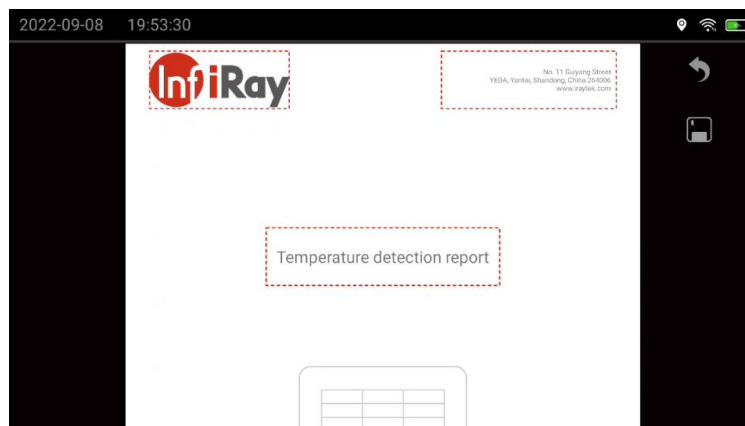 2022-09-08 19:53:30
InfiRay
No. 11 Guyang Street
YEDA, Yantai, Shandong, China 264006
www.iraytek.com
Temperature detection report